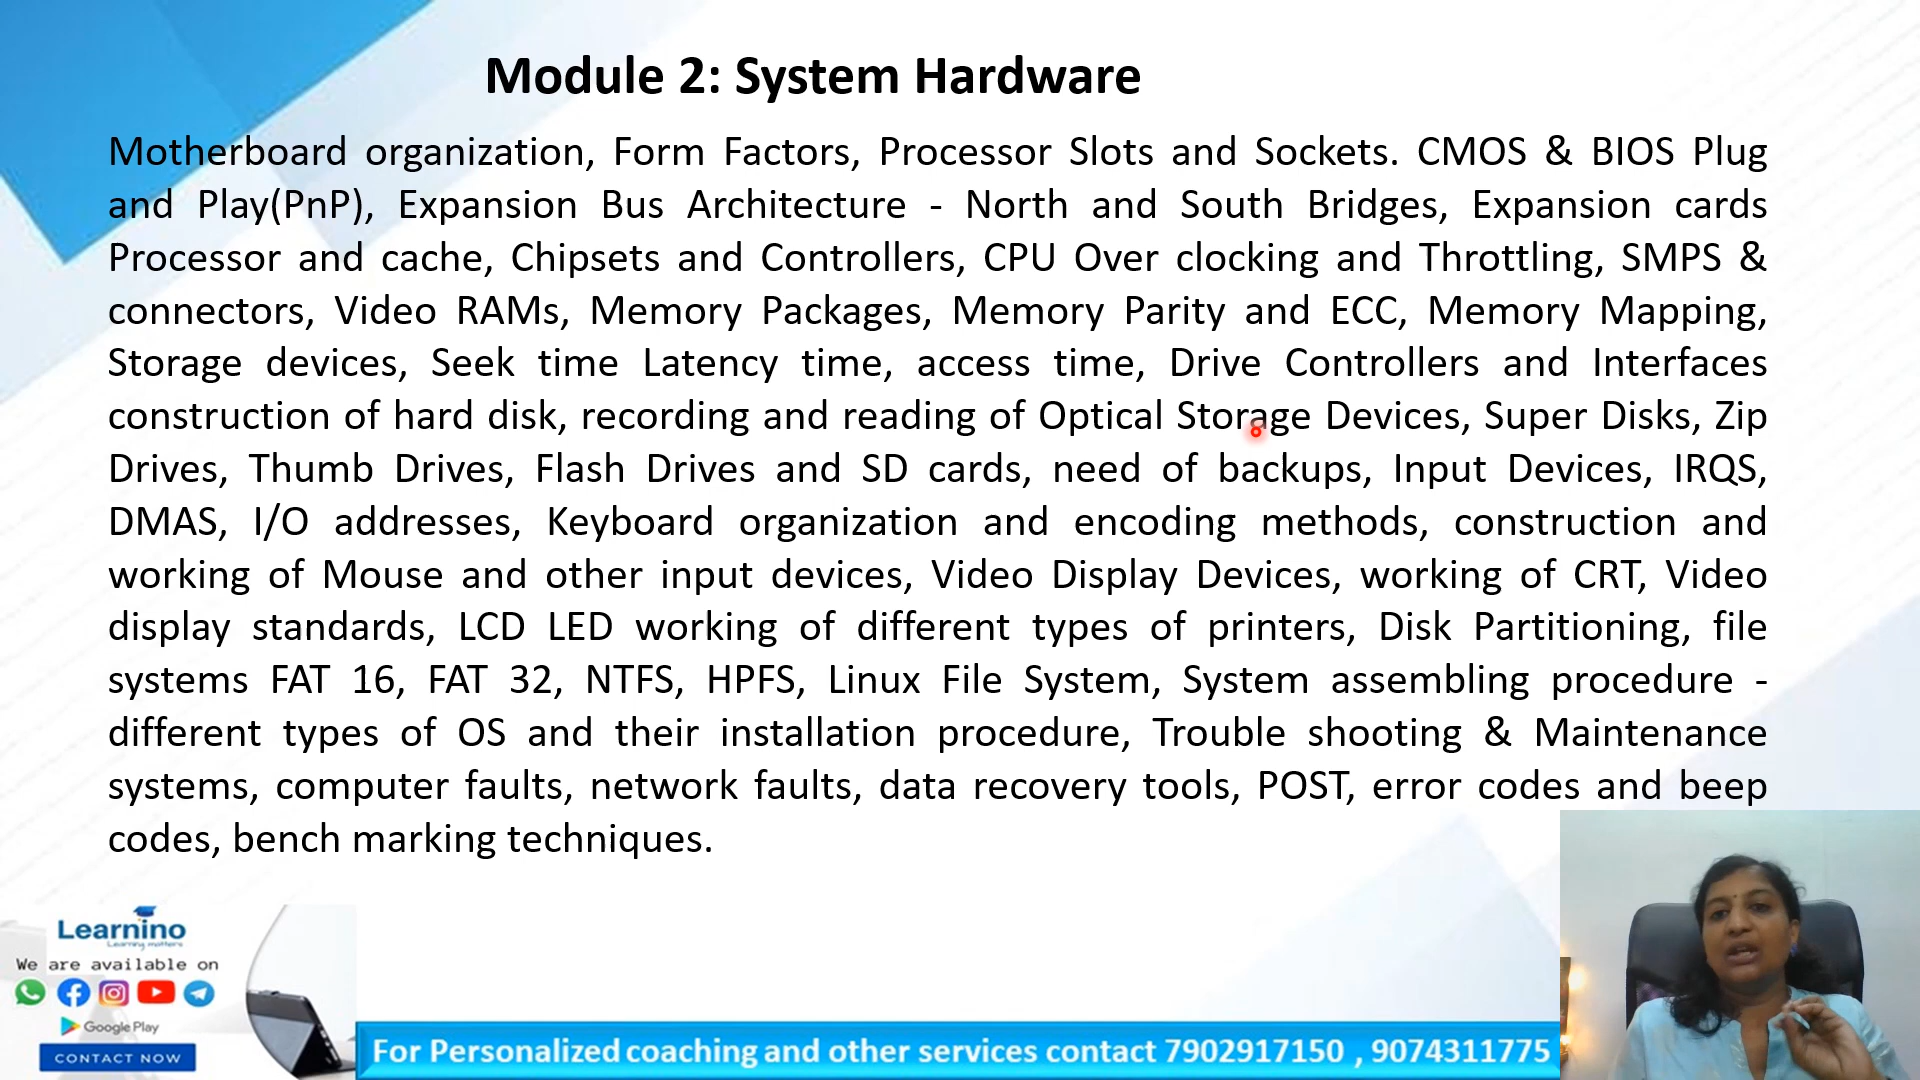 Module 2: System Hardware
Motherboard organization, Form Factors, Processor Slots and Sockets. CMOS & BIOS Plug
and Play(PnP), Expansion Bus Architecture - North and South Bridges, Expansion cards
Processor and cache, Chipsets and Controllers, CPU Over clocking and Throttling, SMPS &
connectors, Video RAMs, Memory Packages, Memory Parity and ECC, Memory Mapping,
Storage devices, Seek time Latency time, access time, Drive Controllers and Interfaces
construction of hard disk, recording and reading of Optical Storage Devices, Super Disks, Zip
Drives, Thumb Drives, Flash Drives and SD cards, need of backups, Input Devices, IRQS,
DMAS, I/O addresses, Keyboard organization and encoding methods, construction and
working of Mouse and other input devices, Video Display Devices, working of CRT, Video
display standards, LCD LED working of different types of printers, Disk Partitioning, file
systems FAT 16, FAT 32, NTFS, HPFS, Linux File System, System assembling procedure -
different types of OS and their installation procedure, Trouble shooting & Maintenance
systems, computer faults, network faults, data recovery tools, POST, error codes and beep
codes, bench marking techniques.
Learnino
Learning matters
We are available on
Google Play
CONTACT NOW
For Personalized coaching and other services contact 7902917150 , 9074311775